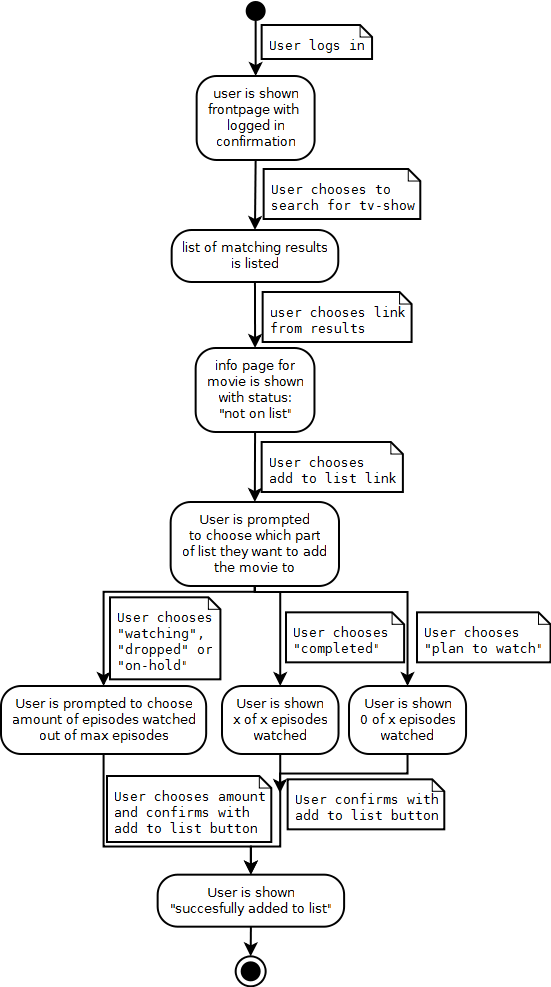 User logs in
user is shown
frontpage with
logged in
confirmation
User chooses to
search for tv-show
list of matching results
is listed
user chooses link
from results
info page for
movie is shown
with status:
"not on list"
User chooses
add to list link
User is prompted
to choose which part
of list they want to add
the movie to
User chooses
"watching",
"dropped" or
"on-hold"
User chooses
"completed"
User chooses
"plan to watch"
User is prompted to choose
amount of episodes watched
out of max episodes
User is shown
x of x episodes
watched
User is shown
0 of x episodes
watched
User chooses amount
and confirms with
add to list button
User confirms with
add to list button
User is shown
"succesfully added to list"